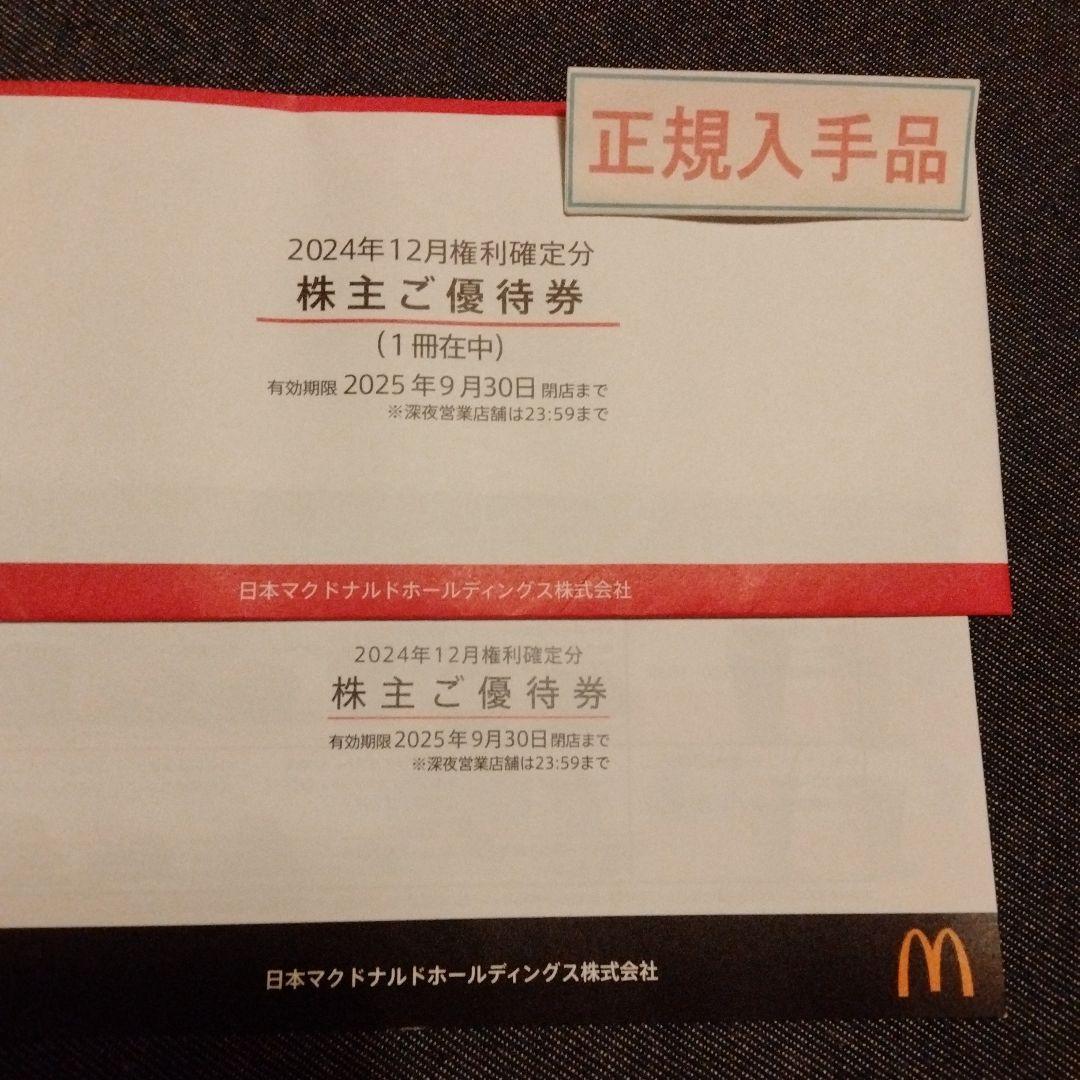 正規入手品
2024年12月権利確定分
株主ご優待券
(1冊在中)
有効期限 2025年9月30日 閉店まで
※深夜営業店舗は23:59まで
日本マクドナルドホールディングス株式会社
2024年12月権利確定分
株主ご優待券
有効期限2025年9月30日閉店まで
※深夜営業店舗は23:59まで
日本マクドナルドホールディングス株式会社